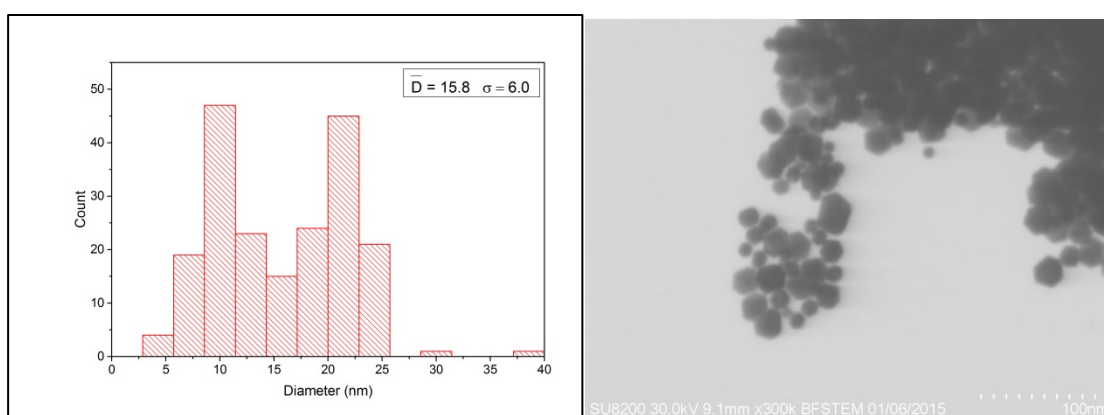 D̅ = 15.8 σ = 6.0
Count
50
40
30
20
10
0
0 5 10 15 20 25 30 35 40
Diameter (nm)
SU8200 30.0kV 9.1mm x300k BFSTEM 01/06/2015 100nm